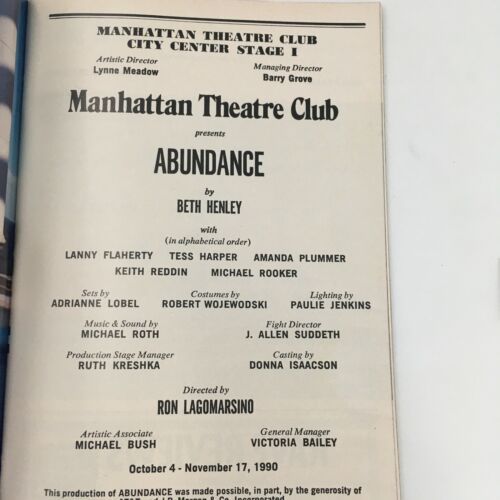 MANHATTAN THEATRE CLUB
CITY CENTER STAGE I
Artistic Director
Lynne Meadow
Managing Director
Barry Grove
Manhattan Theatre Club
presents
ABUNDANCE
by
BETH HENLEY
with
(in alphabetical order)
LANNY FLAHERTY TESS HARPER AMANDA PLUMMER
KEITH REDDIN MICHAEL ROOKER
Sets by
ADRIANNE LOBEL
Costumes by
ROBERT WOJEWODSKI
Lighting by
PAULIE JENKINS
Music & Sound by
MICHAEL ROTH
Fight Director
J. ALLEN SUDDETH
Production Stage Manager
RUTH KRESHKA
Casting by
DONNA ISAACSON
Directed by
RON LAGOMARSINO
Artistic Associate
MICHAEL BUSH
General Manager
VICTORIA BAILEY
October 4 - November 17, 1990
This production of ABUNDANCE was made possible, in part, by the generosity of